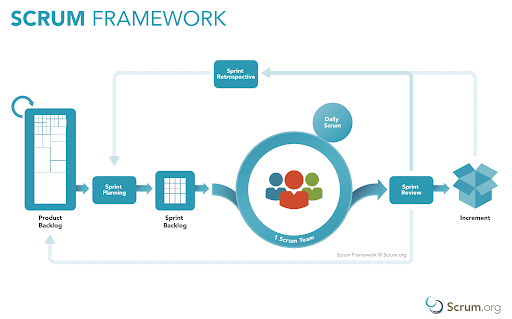 SCRUM FRAMEWORK
Sprint
Retrospective
Daily
Scrum
Sprint
Planning
Sprint
Review
Product
Backlog
Sprint
Backlog
1 Scrum Team
Increment
Scrum Framework © Scrum.org
Scrum.org